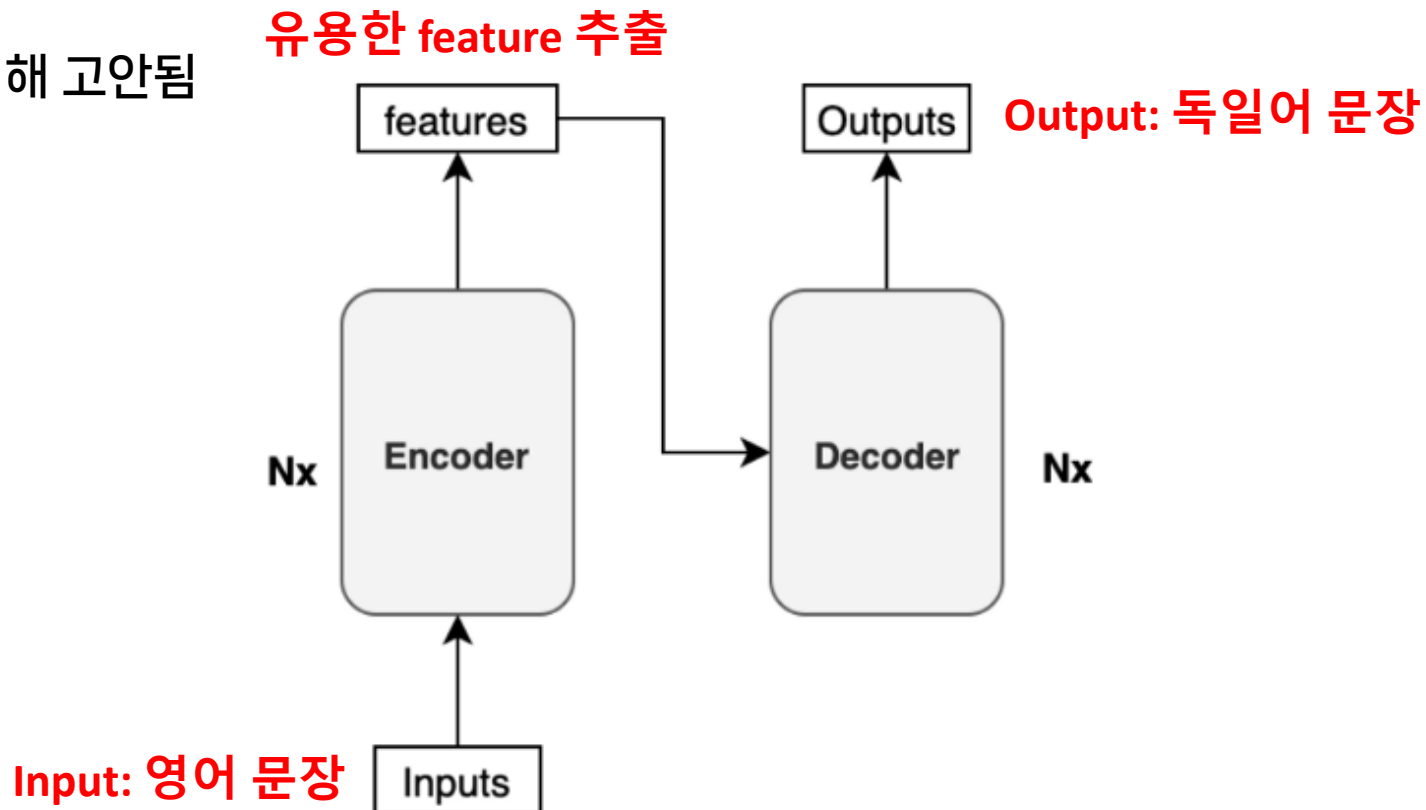 유용한 feature 추출
해 고안됨
features
Outputs
Output: 독일어 문장
Nx
Encoder
Decoder
Nx
Input: 영어 문장
Inputs